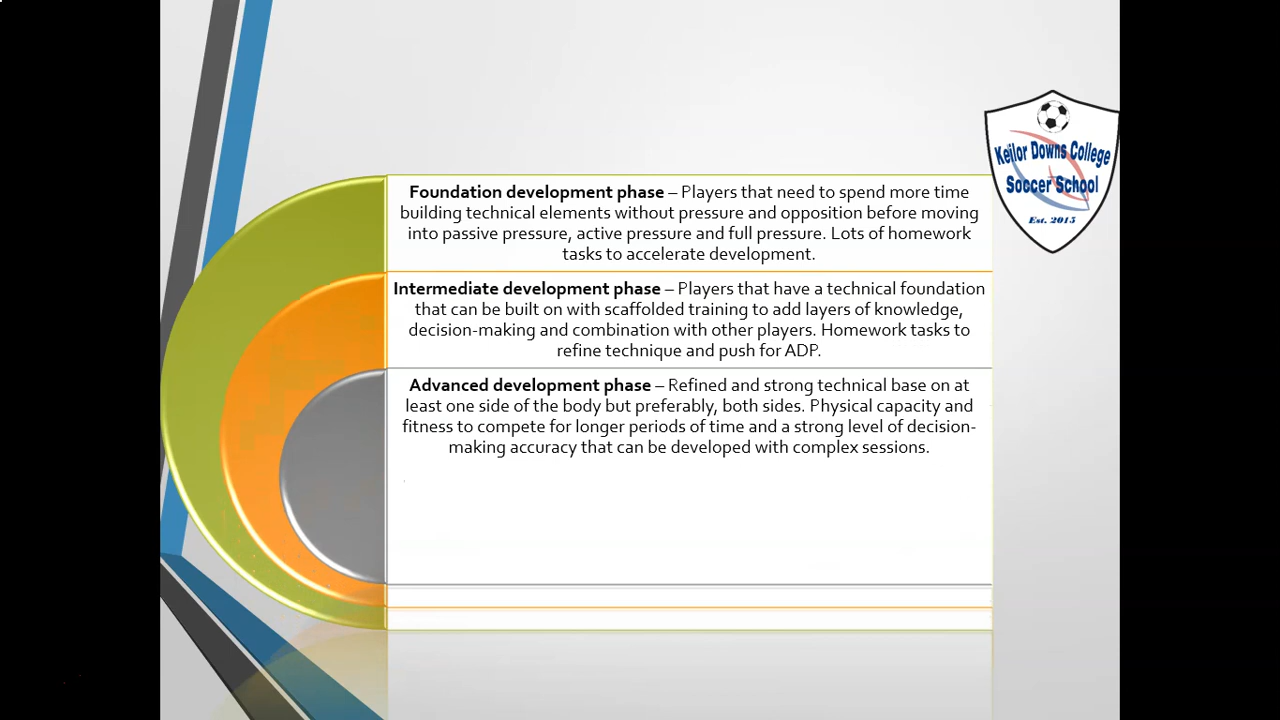 Foundation development phase – Players that need to spend more time
building technical elements without pressure and opposition before moving
into passive pressure, active pressure and full pressure. Lots of homework
tasks to accelerate development.
Intermediate development phase – Players that have a technical foundation
that can be built on with scaffolded training to add layers of knowledge,
decision-making and combination with other players. Homework tasks to
refine technique and push for ADP.
Advanced development phase – Refined and strong technical base on at
least one side of the body but preferably, both sides. Physical capacity and
fitness to compete for longer periods of time and a strong level of decision-
making accuracy that can be developed with complex sessions.
Keilor Downs College
Soccer School
Est. 2015